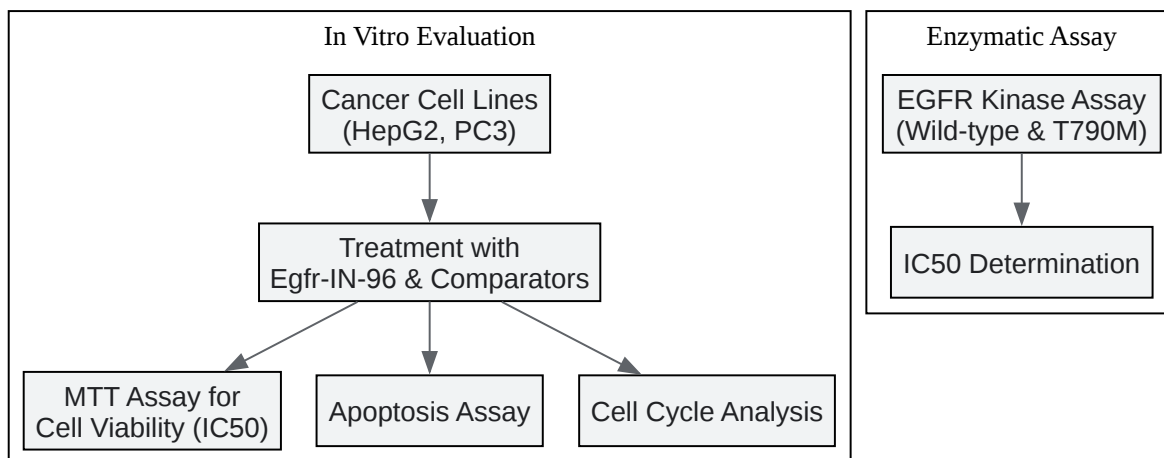 In Vitro Evaluation
Cancer Cell Lines
(HepG2, PC3)
Treatment with
Egfr-IN-96 & Comparators
MTT Assay for
Cell Viability (IC50)
Apoptosis Assay
Cell Cycle Analysis
Enzymatic Assay
EGFR Kinase Assay
(Wild-type & T790M)
IC50 Determination